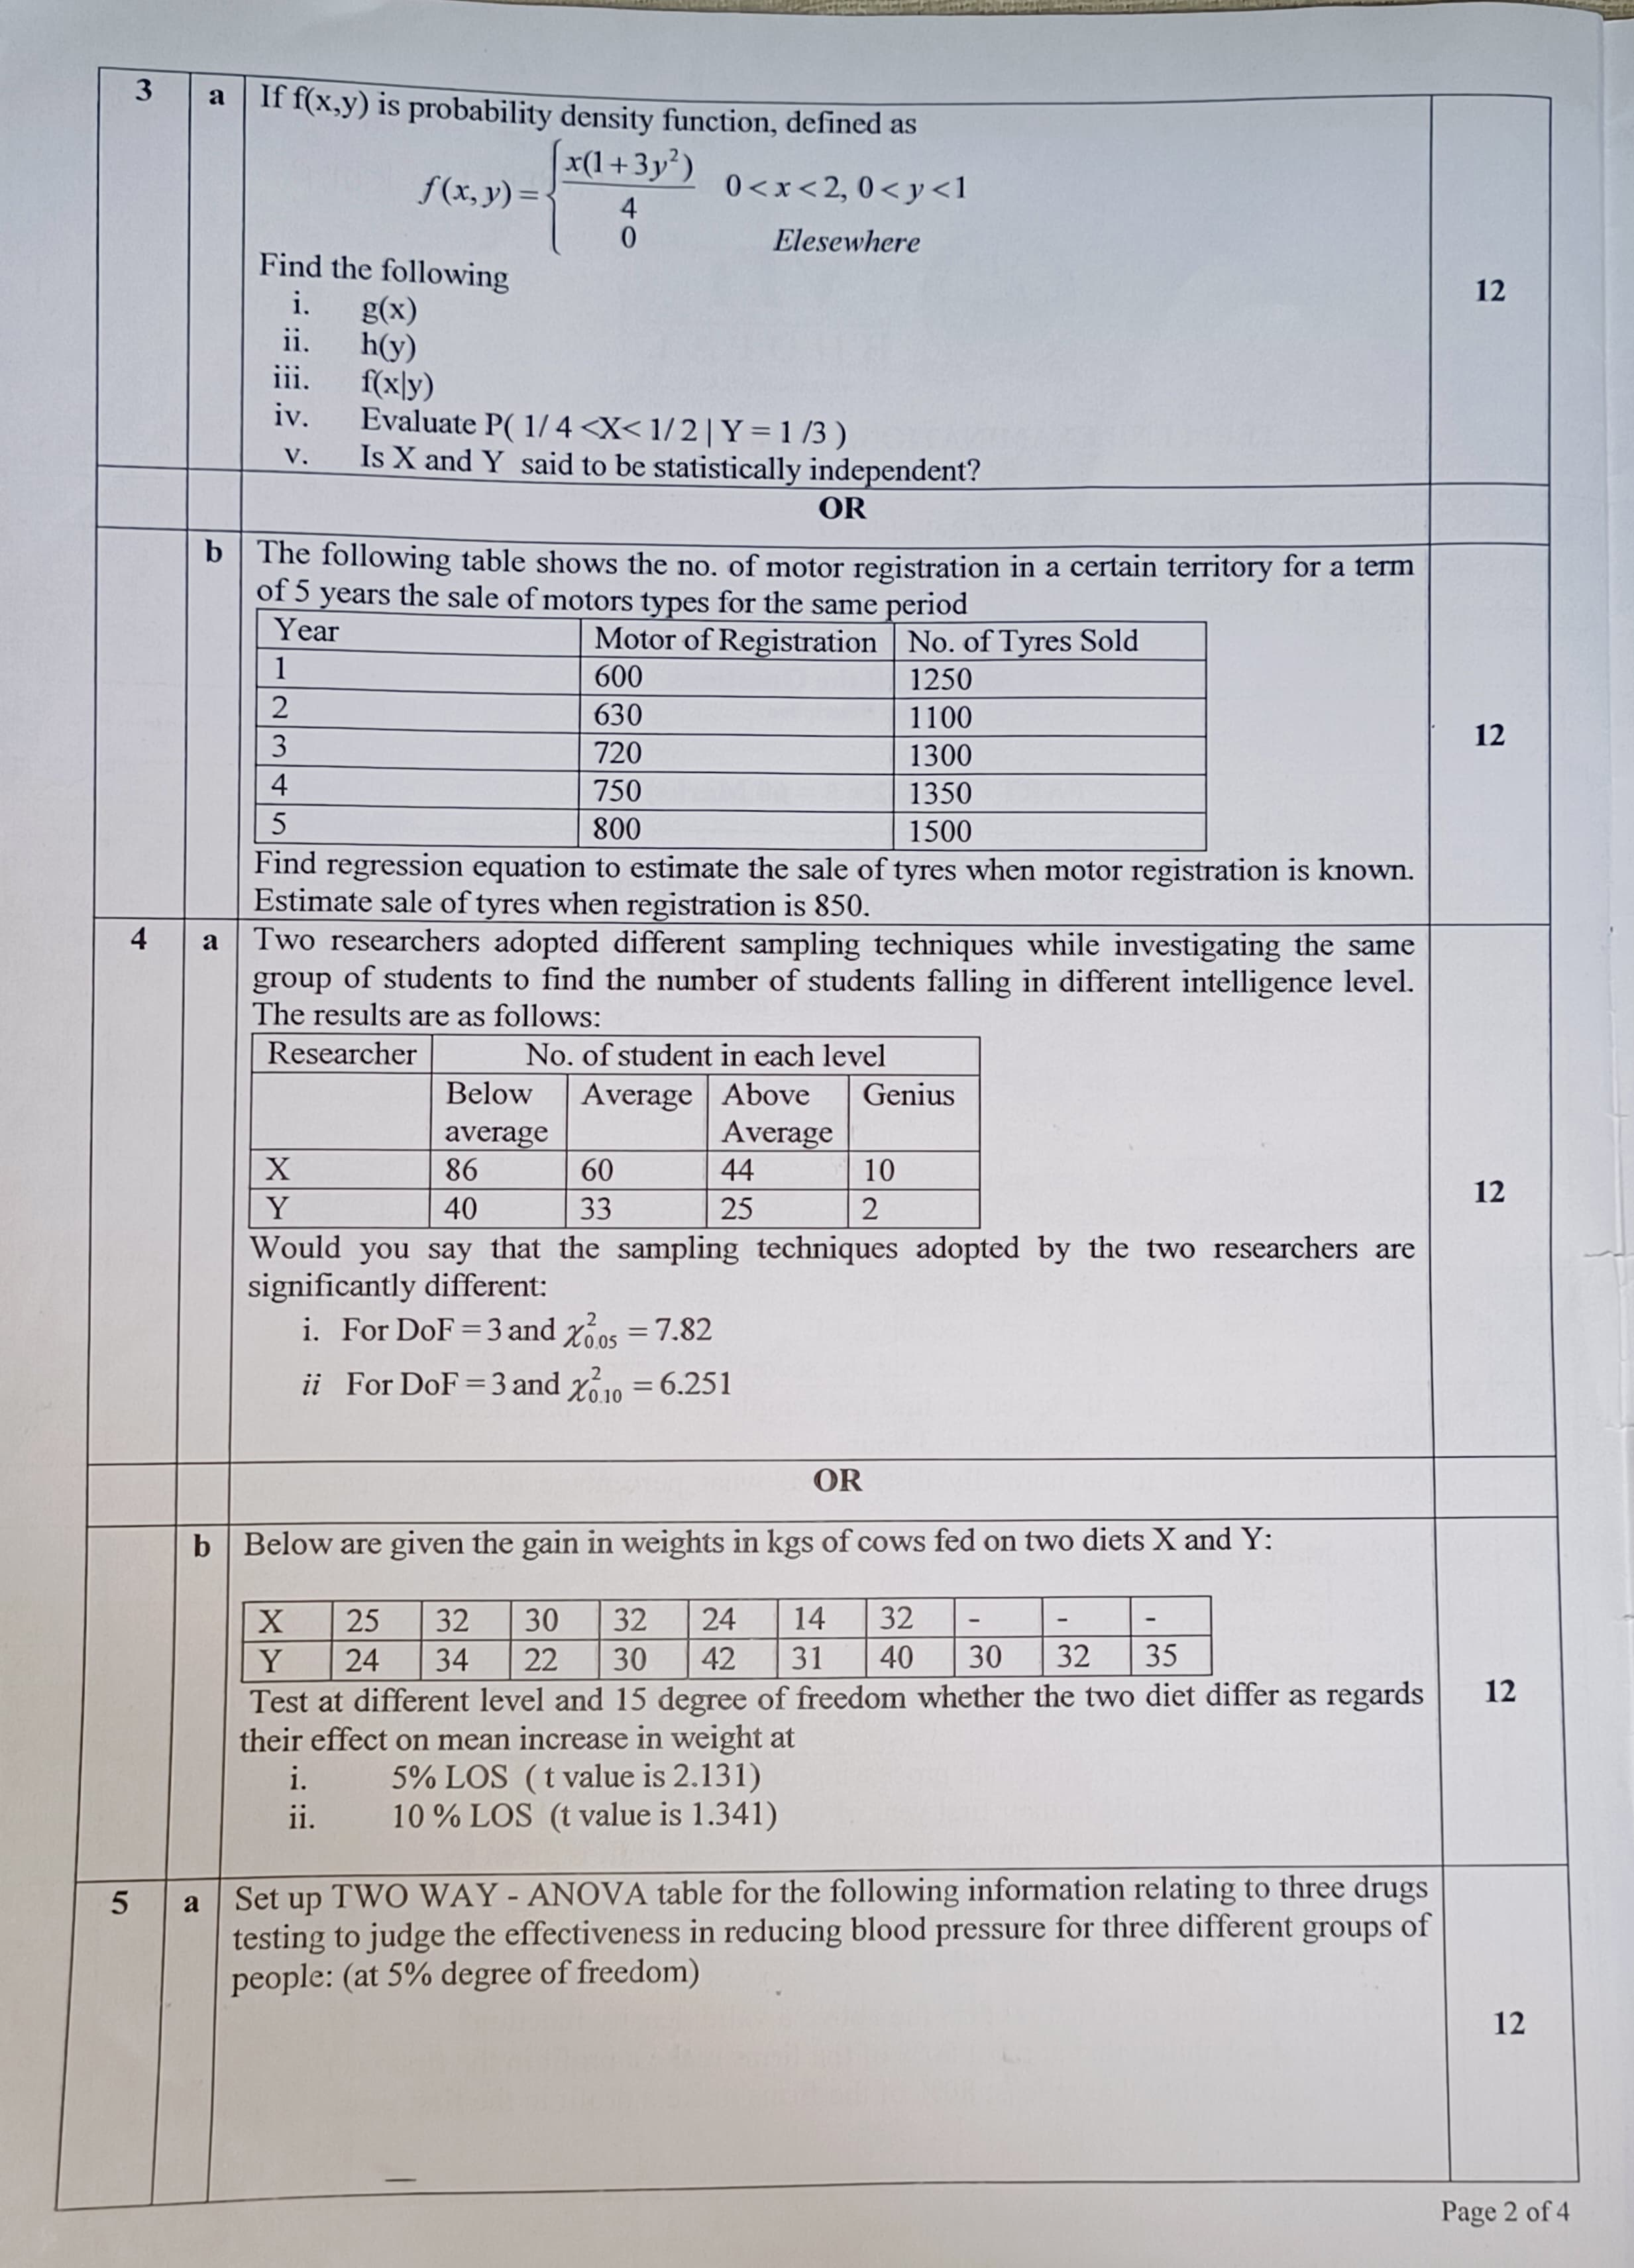 3 a If f(x,y) is probability density function, defined as
f(x, y) = { x(1+3y²)/4 0<x<2, 0<y<1
0 Elesewhere
Find the following
i. g(x)
ii. h(y)
iii. f(x|y)
iv. Evaluate P( 1/ 4 <X< 1/ 2 | Y = 1 /3 )
v. Is X and Y said to be statistically independent?
12
OR
b The following table shows the no. of motor registration in a certain territory for a term
of 5 years the sale of motors types for the same period
Year Motor of Registration No. of Tyres Sold
1 600 1250
2 630 1100
3 720 1300
4 750 1350
5 800 1500
Find regression equation to estimate the sale of tyres when motor registration is known.
Estimate sale of tyres when registration is 850.
12
4 a Two researchers adopted different sampling techniques while investigating the same
group of students to find the number of students falling in different intelligence level.
The results are as follows:
Researcher No. of student in each level
Below average Average Above Average Genius
X 86 60 44 10
Y 40 33 25 2
Would you say that the sampling techniques adopted by the two researchers are
significantly different:
i. For DoF = 3 and χ²0.05 = 7.82
ii For DoF = 3 and χ²0.10 = 6.251
12
OR
b Below are given the gain in weights in kgs of cows fed on two diets X and Y:
X 25 32 30 32 24 14 32 - - -
Y 24 34 22 30 42 31 40 30 32 35
Test at different level and 15 degree of freedom whether the two diet differ as regards
their effect on mean increase in weight at
i. 5% LOS ( t value is 2.131)
ii. 10 % LOS (t value is 1.341)
12
5 a Set up TWO WAY - ANOVA table for the following information relating to three drugs
testing to judge the effectiveness in reducing blood pressure for three different groups of
people: (at 5% degree of freedom)
12
Page 2 of 4